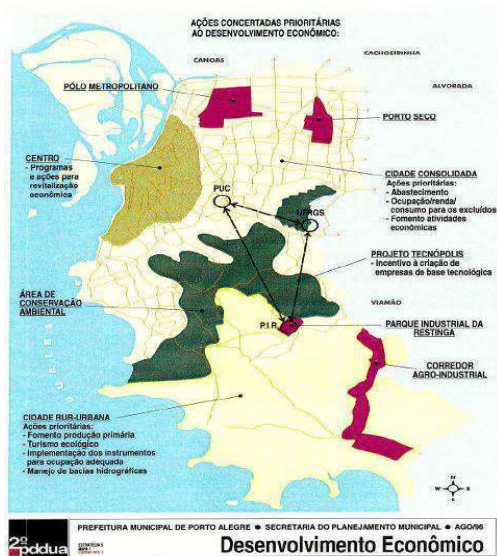 AÇÕES CONCERTADAS PRIORITÁRIAS
AO DESENVOLVIMENTO ECONÔMICO:
CANOAS
CACHOEIRINHA
ALVORADA
PÓLO METROPOLITANO
PORTO SECO
CENTRO
- Programas
e ações para
revitalização
econômica
CIDADE CONSOLIDADA
Ações prioritárias:
- Abastecimento
- Ocupação/renda/
consumo para os excluídos
- Fomento atividades
econômicas
PUC
UFRGS
PROJETO TECNÓPOLIS
- Incentivo à criação de
empresas de base tecnológica
ÁREA DE
CONSERVAÇÃO
AMBIENTAL
VIAMÃO
P.I.R.
PARQUE INDUSTRIAL DA
RESTINGA
CORREDOR
AGRO-INDUSTRIAL
CIDADE RUR-URBANA
Ações prioritárias:
- Fomento produção primária
- Turismo ecológico
- Implementação dos instrumentos
para ocupação adequada
- Manejo de bacias hidrográficas
N
S
2º pddua
PREFEITURA MUNICIPAL DE PORTO ALEGRE ● SECRETARIA DO PLANEJAMENTO MUNICIPAL ● AGO/96
Desenvolvimento Econômico